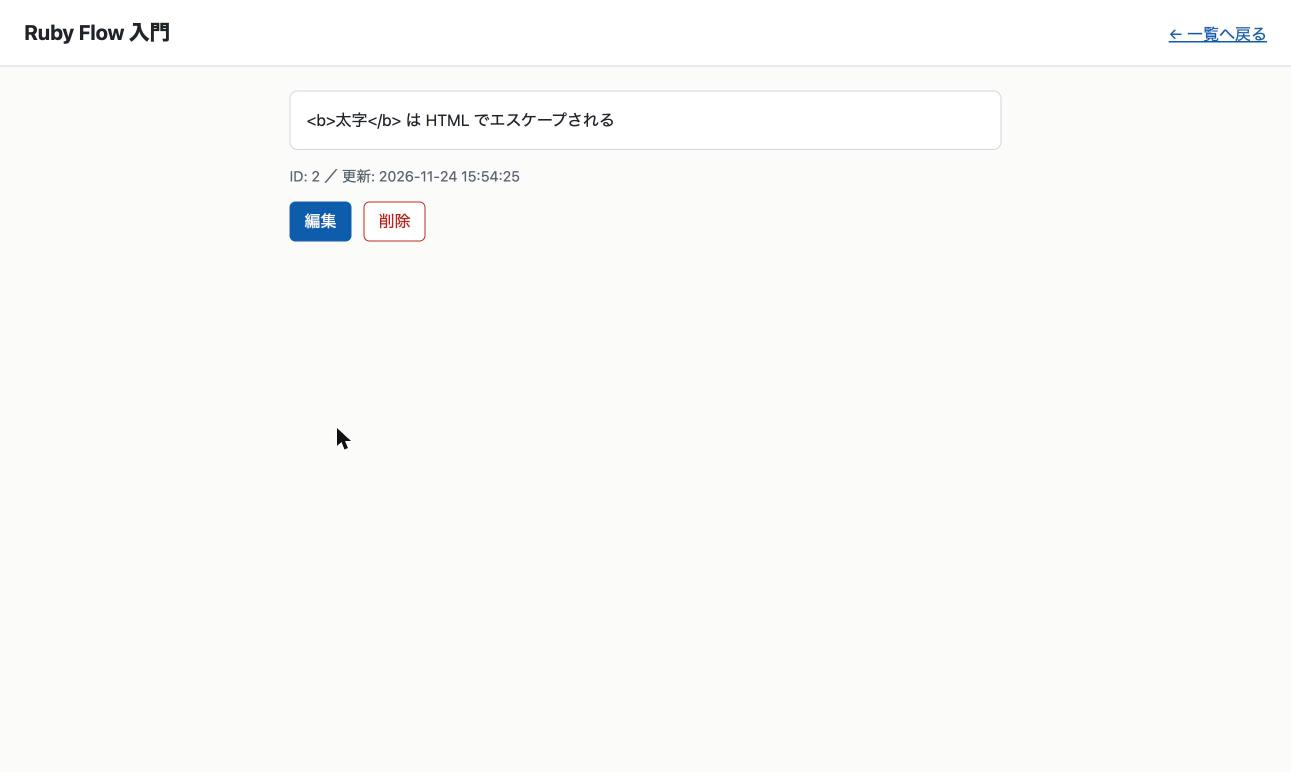 Ruby Flow 入門
← 一覧へ戻る
<b>太字</b> は HTML でエスケープされる
ID: 2 ／ 更新: 2026-11-24 15:54:25
編集
削除